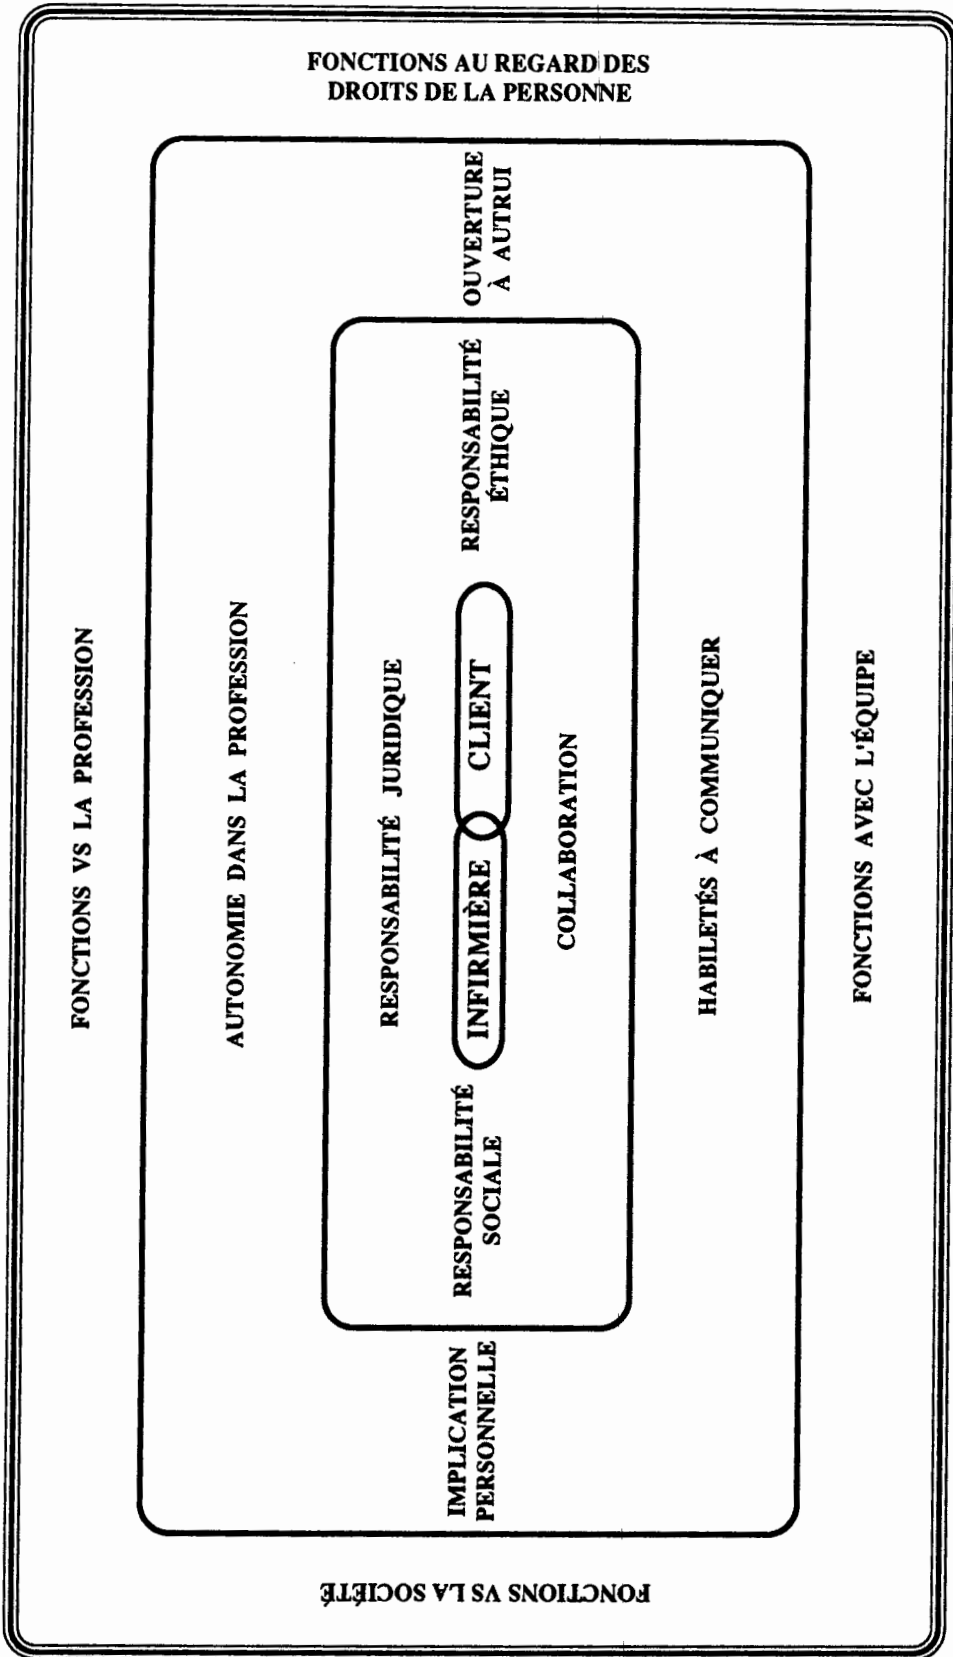 FONCTIONS AU REGARD DES
DROITS DE LA PERSONNE
FONCTIONS VS LA PROFESSION
AUTONOMIE DANS LA PROFESSION
RESPONSABILITÉ JURIDIQUE
IMPLICATION
PERSONNELLE
RESPONSABILITÉ
SOCIALE
INFIRMIÈRE
CLIENT
RESPONSABILITÉ
ÉTHIQUE
OUVERTURE
À AUTRUI
COLLABORATION
HABILETÉS À COMMUNIQUER
FONCTIONS AVEC L'ÉQUIPE
FONCTIONS VS LA SOCIÉTÉ